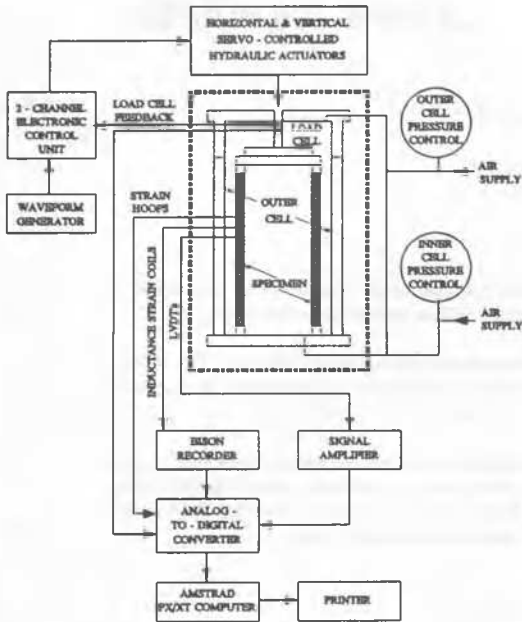 HORIZONTAL & VERTICAL
SERVO - CONTROLLED
HYDRAULIC ACTUATORS
2 - CHANNEL
ELECTRONIC
CONTROL
UNIT
LOAD CELL
FEEDBACK
LOAD
CELL
OUTER
CELL
PRESSURE
CONTROL
AIR
SUPPLY
WAVEFORM
GENERATOR
STRAIN
HOOPS
OUTER
CELL
INNER
CELL
PRESSURE
CONTROL
SPECIMEN
AIR
SUPPLY
INDUCTANCE STRAIN COILS
LVDTs
BISON
RECORDER
SIGNAL
AMPLIFIER
ANALOG -
TO - DIGITAL
CONVERTER
AMSTRAD
PX/XT COMPUTER
PRINTER